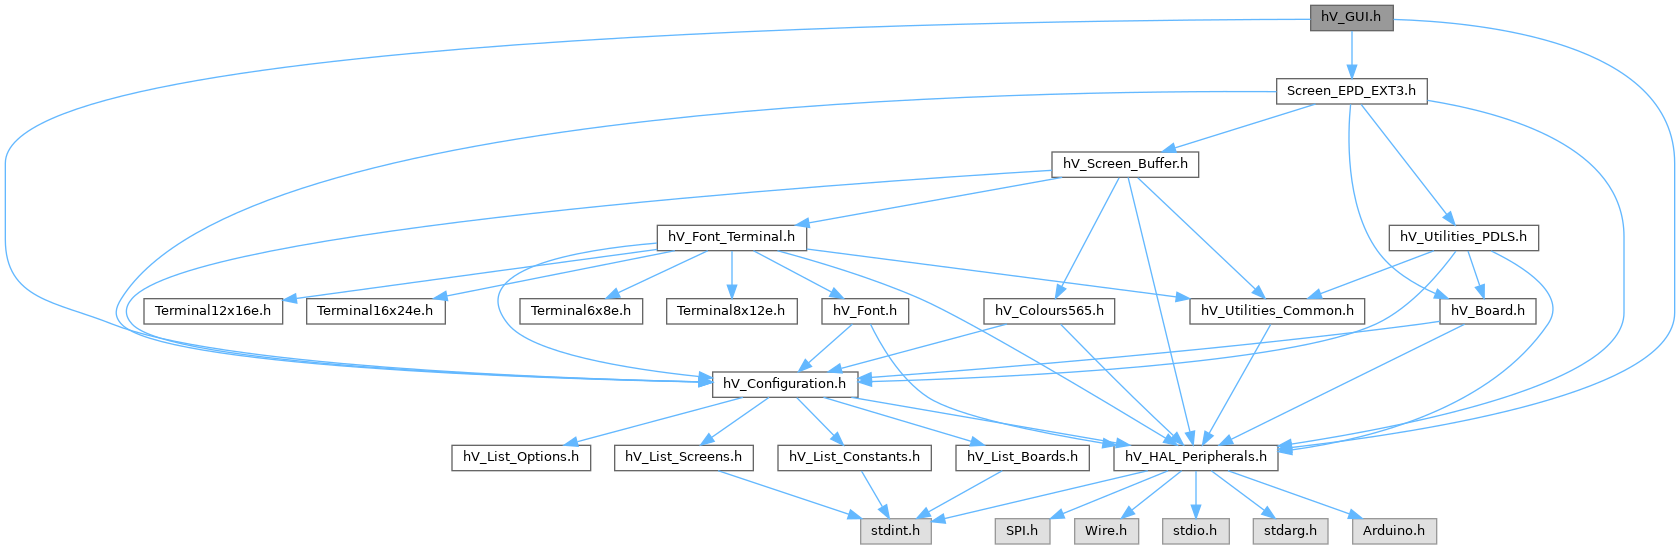 hV_GUI.h
Screen_EPD_EXT3.h
hV_Screen_Buffer.h
hV_Font_Terminal.h
hV_Utilities_PDLS.h
Terminal12x16e.h
Terminal16x24e.h
Terminal6x8e.h
Terminal8x12e.h
hV_Font.h
hV_Colours565.h
hV_Utilities_Common.h
hV_Board.h
hV_Configuration.h
hV_List_Options.h
hV_List_Screens.h
hV_List_Constants.h
hV_List_Boards.h
hV_HAL_Peripherals.h
stdint.h
SPI.h
Wire.h
stdio.h
stdarg.h
Arduino.h